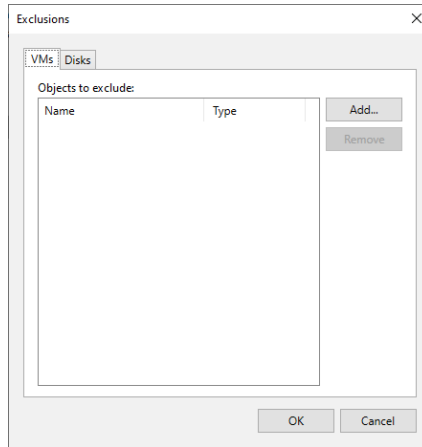 Exclusions
VMs Disks
Objects to exclude:
Name Type Add...
Remove
OK Cancel